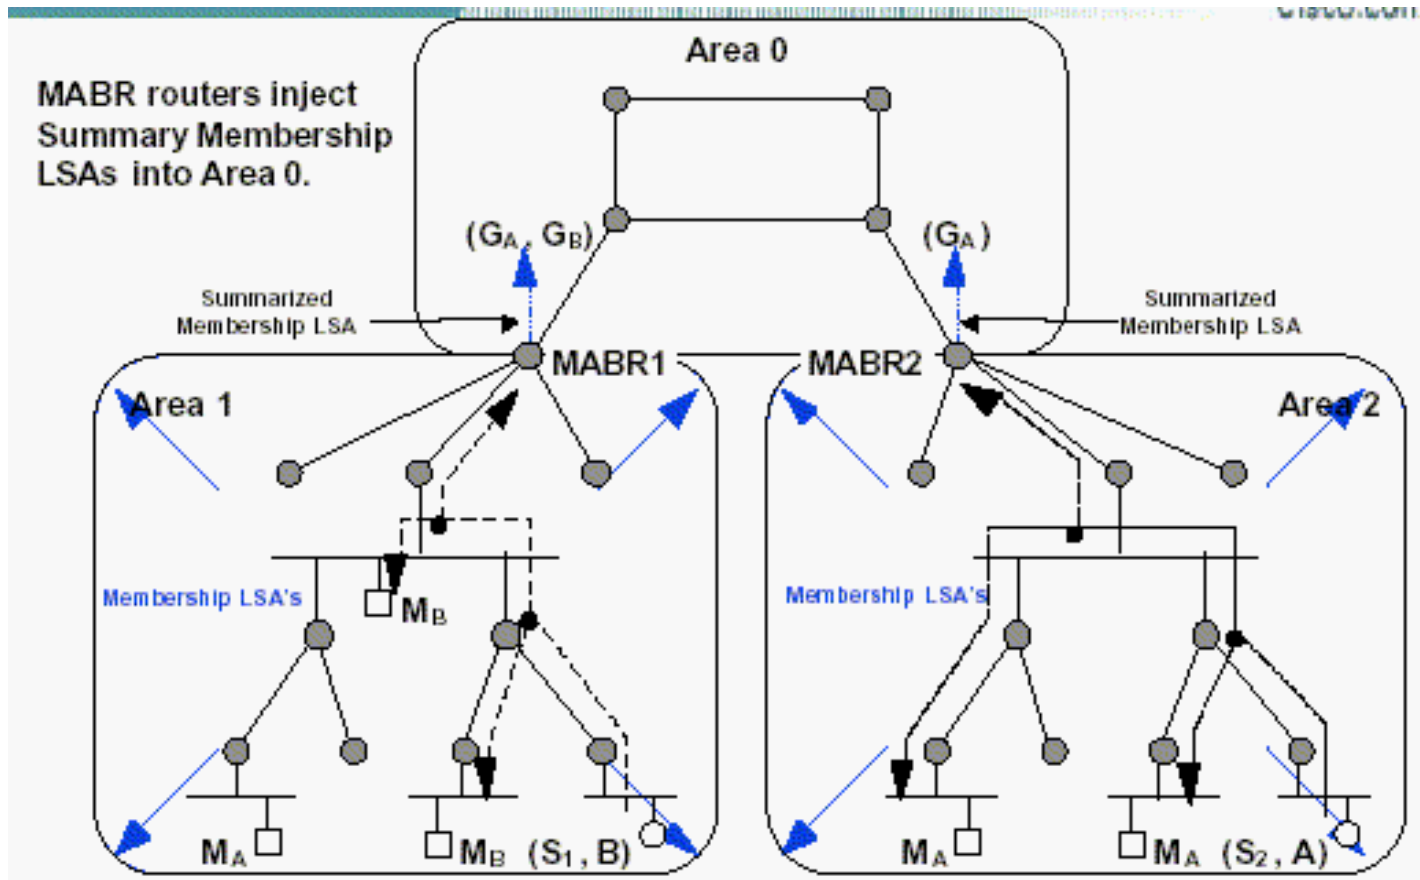 Area 0
MABR routers inject
Summary Membership
LSAs into Area 0.
(GA, GB)
(GA)
Summarized
Membership LSA
Summarized
Membership LSA
MABR1
MABR2
Area 1
Area 2
Membership LSA's
MB
Membership LSA's
MA
MB (S1, B)
MA
MA (S2, A)